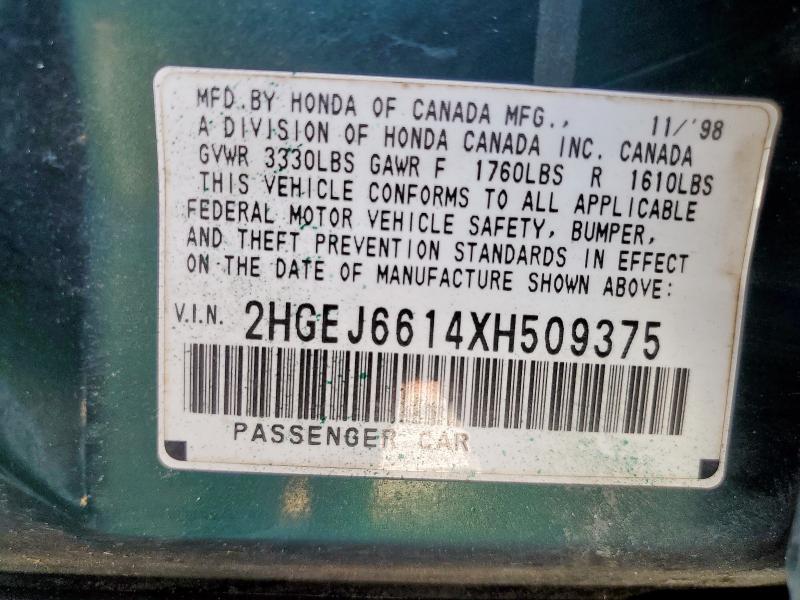 MFD. BY HONDA OF CANADA MFG., 11/'98
A DIVISION OF HONDA CANADA INC. CANADA
GVWR 3330LBS GAWR F 1760LBS R 1610LBS
THIS VEHICLE CONFORMS TO ALL APPLICABLE
FEDERAL MOTOR VEHICLE SAFETY, BUMPER,
AND THEFT PREVENTION STANDARDS IN EFFECT
ON THE DATE OF MANUFACTURE SHOWN ABOVE:
V.I.N. 2HGEJ6614XH509375
PASSENGER CAR